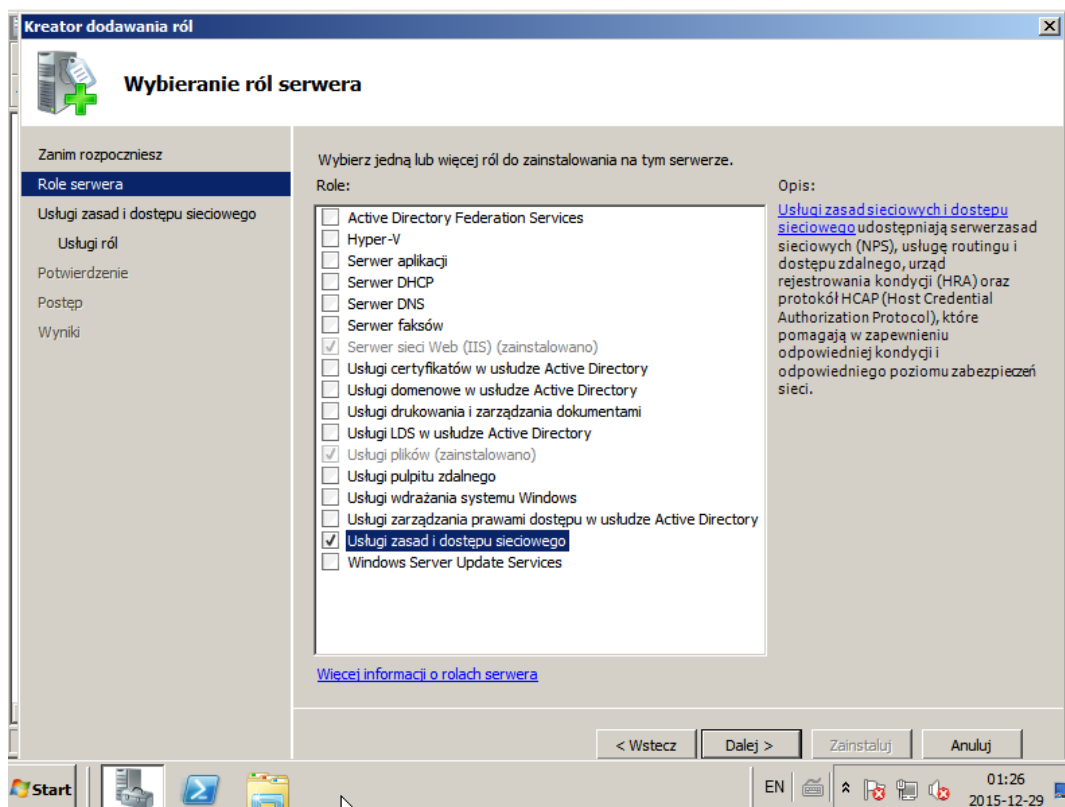 Kreator dodawania ról
Wybieranie ról serwera
Zanim rozpoczniesz
Role serwera
Usługi zasad i dostępu sieciowego
Usługi ról
Potwierdzenie
Postęp
Wyniki
Wybierz jedną lub więcej ról do zainstalowania na tym serwerze.
Role:
Active Directory Federation Services
Hyper-V
Serwer aplikacji
Serwer DHCP
Serwer DNS
Serwer faksów
Serwer sieci Web (IIS) (zainstalowano)
Usługi certyfikatów w usłudze Active Directory
Usługi domenowe w usłudze Active Directory
Usługi drukowania i zarządzania dokumentami
Usługi LDS w usłudze Active Directory
Usługi plików (zainstalowano)
Usługi pulpitu zdalnego
Usługi wdrażania systemu Windows
Usługi zarządzania prawami dostępu w usłudze Active Directory
Usługi zasad i dostępu sieciowego
Windows Server Update Services
Więcej informacji o rolach serwera
Opis:
Usługi zasad sieciowych i dostępu
sieciowego udostępniają serwer zasad
sieciowych (NPS), usługę routingu i
dostępu zdalnego, urząd
rejestrowania kondycji (HRA) oraz
protokół HCAP (Host Credential
Authorization Protocol), które
pomagają w zapewnieniu
odpowiedniej kondycji i
odpowiedniego poziomu zabezpieczeń
sieci.
< Wstecz
Dalej >
Zainstaluj
Anuluj
Start
EN
01:26
2015-12-29